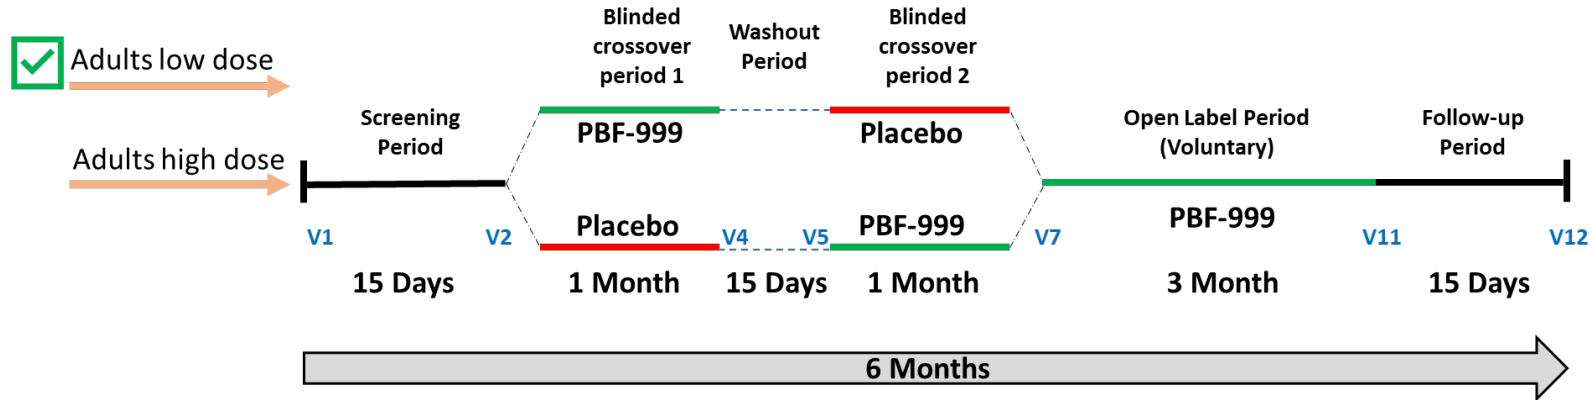 Adults low dose
Adults high dose
Screening
Period
Blinded
crossover
period 1
Washout
Period
Blinded
crossover
period 2
Open Label Period
(Voluntary)
Follow-up
Period
PBF-999
Placebo
Placebo
PBF-999
PBF-999
V1
V2
V4
V5
V7
V11
V12
15 Days
1 Month
15 Days
1 Month
3 Month
15 Days
6 Months